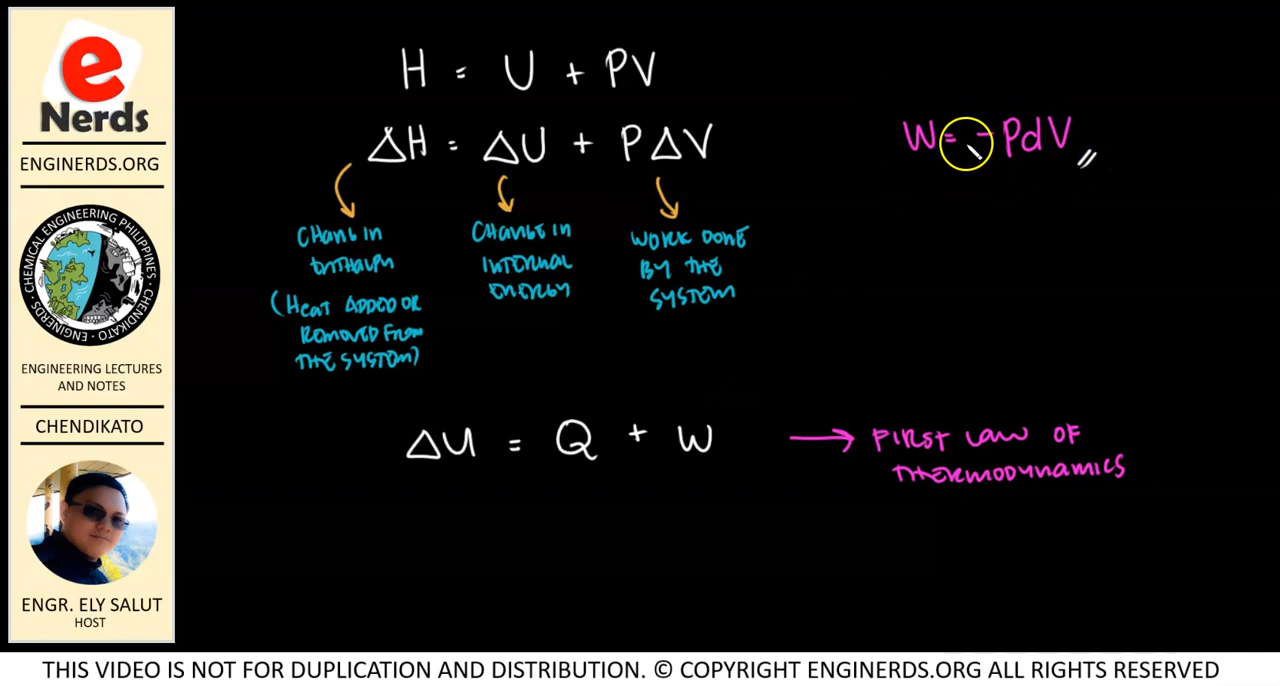 e
Nerds
ENGINERDS.ORG
CHEMICAL ENGINEERING PHILIPPINES • CHENDIKATO • ENGINERDS •
ENGINEERING LECTURES
AND NOTES
CHENDIKATO
ENGR. ELY SALUT
HOST
H = U + PV
ΔH = ΔU + PΔV
W = - PdV
CHANGE IN
ENTHALPY
(HEAT ADDED OR
REMOVED FROM
THE SYSTEM)
CHANGE IN
INTERNAL
ENERGY
WORK DONE
BY THE
SYSTEM
ΔU = Q + W
→ FIRST LAW OF
THERMODYNAMICS
THIS VIDEO IS NOT FOR DUPLICATION AND DISTRIBUTION. © COPYRIGHT ENGINERDS.ORG ALL RIGHTS RESERVED